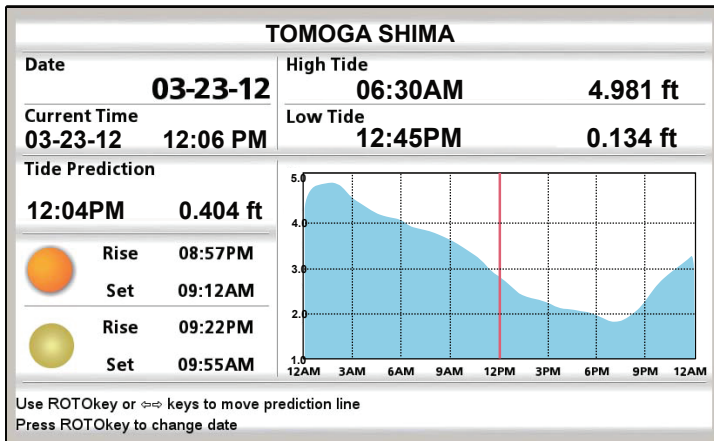 TOMOGA SHIMA
Date
03-23-12
High Tide
06:30AM 4.981 ft
Current Time
03-23-12 12:06 PM
Low Tide
12:45PM 0.134 ft
Tide Prediction
12:04PM 0.404 ft
Rise 08:57PM
Set 09:12AM
Rise 09:22PM
Set 09:55AM
5.0
4.0
3.0
2.0
1.0
12AM 3AM 6AM 9AM 12PM 3PM 6PM 9PM 12AM
Use ROTOkey or ⇦⇨ keys to move prediction line
Press ROTOkey to change date